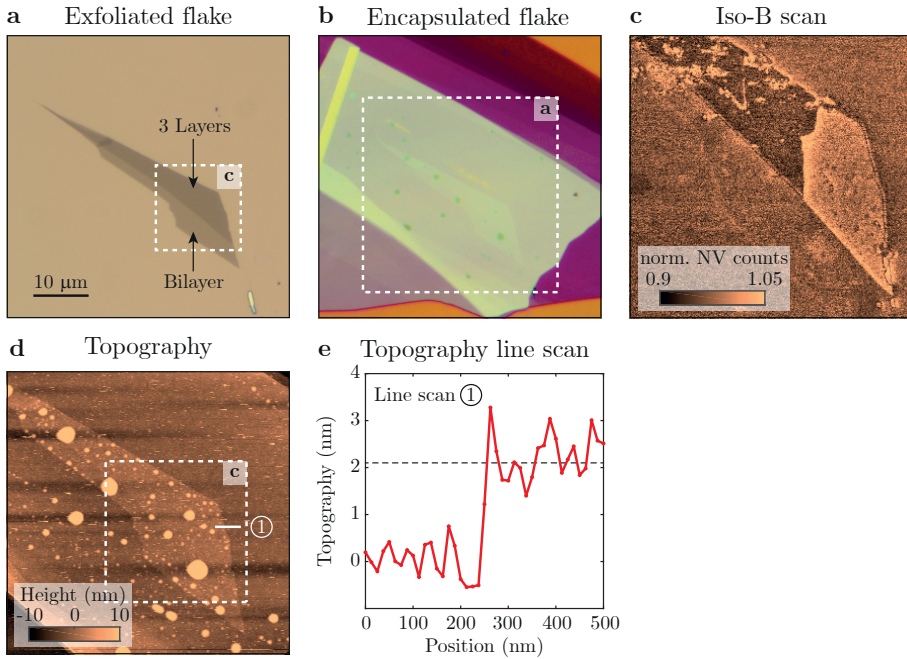 a Exfoliated flake
3 Layers
c
Bilayer
10 µm
b Encapsulated flake
a
c Iso-B scan
norm. NV counts
0.9 1.05
d Topography
c
1
Height (nm)
-10 0 10
e Topography line scan
Line scan 1
Topography (nm)
4
3
2
1
0
0 100 200 300 400 500
Position (nm)